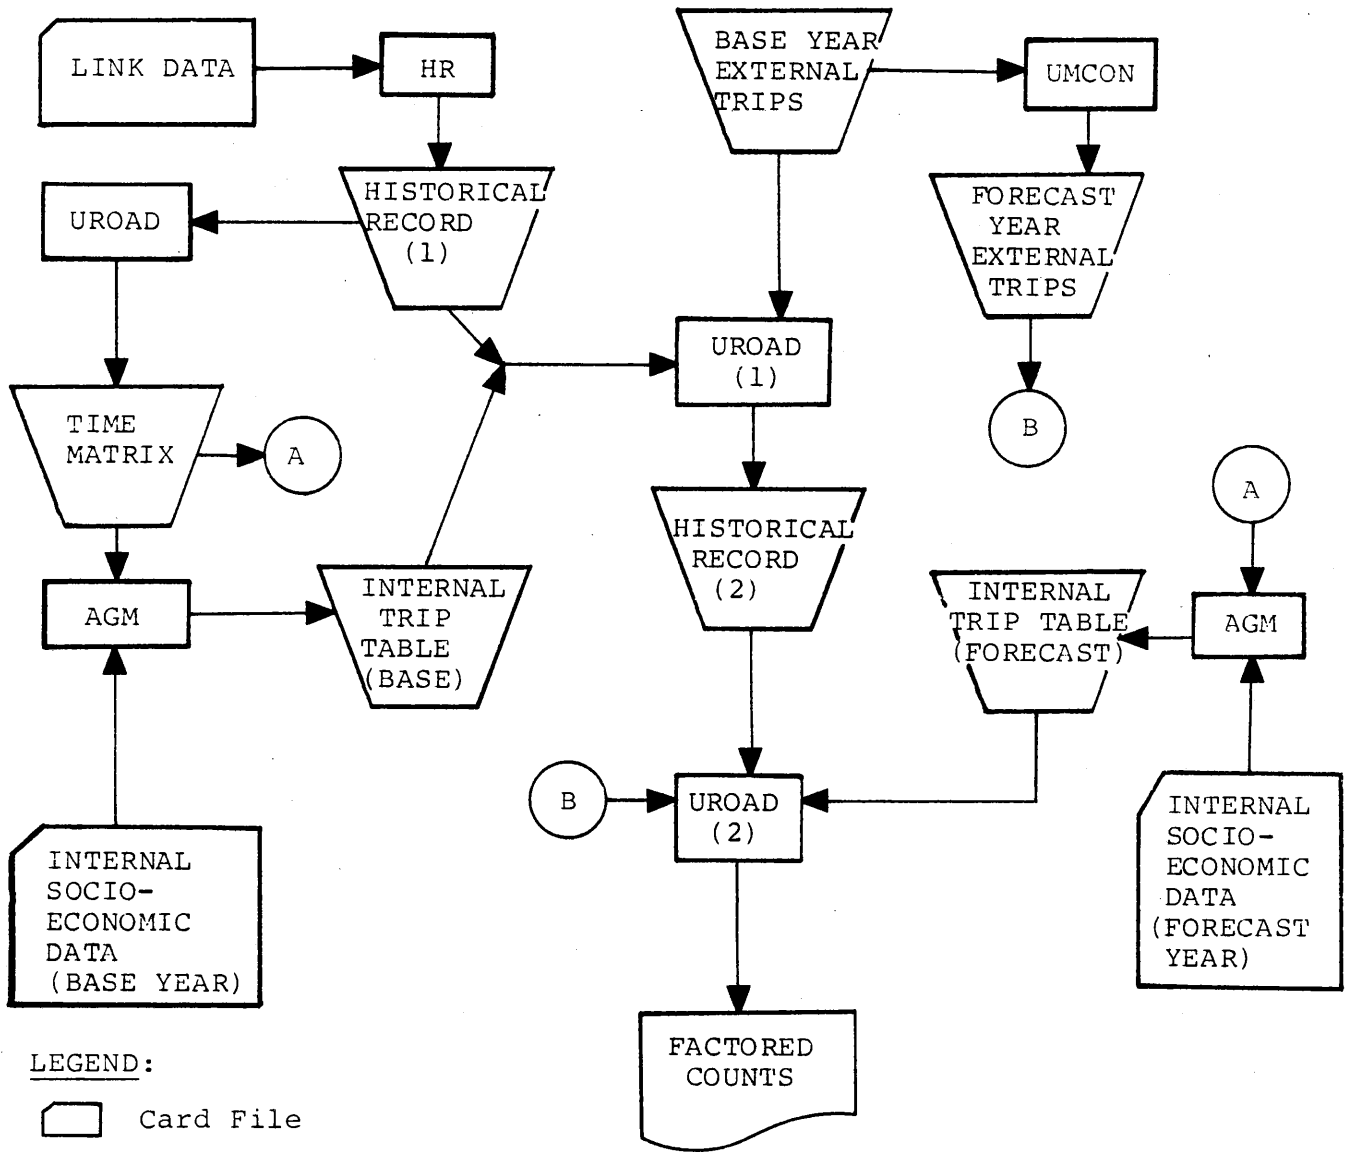 LINK DATA
HR
BASE YEAR
EXTERNAL
TRIPS
UMCON
UROAD
HISTORICAL
RECORD
(1)
FORECAST
YEAR
EXTERNAL
TRIPS
UROAD
(1)
B
TIME
MATRIX
A
A
HISTORICAL
RECORD
(2)
AGM
INTERNAL
TRIP
TABLE
(BASE)
INTERNAL
TRIP TABLE
(FORECAST)
AGM
B
UROAD
(2)
INTERNAL
SOCIO-
ECONOMIC
DATA
(FORECAST
YEAR)
INTERNAL
SOCIO-
ECONOMIC
DATA
(BASE YEAR)
FACTORED
COUNTS
LEGEND:
Card File